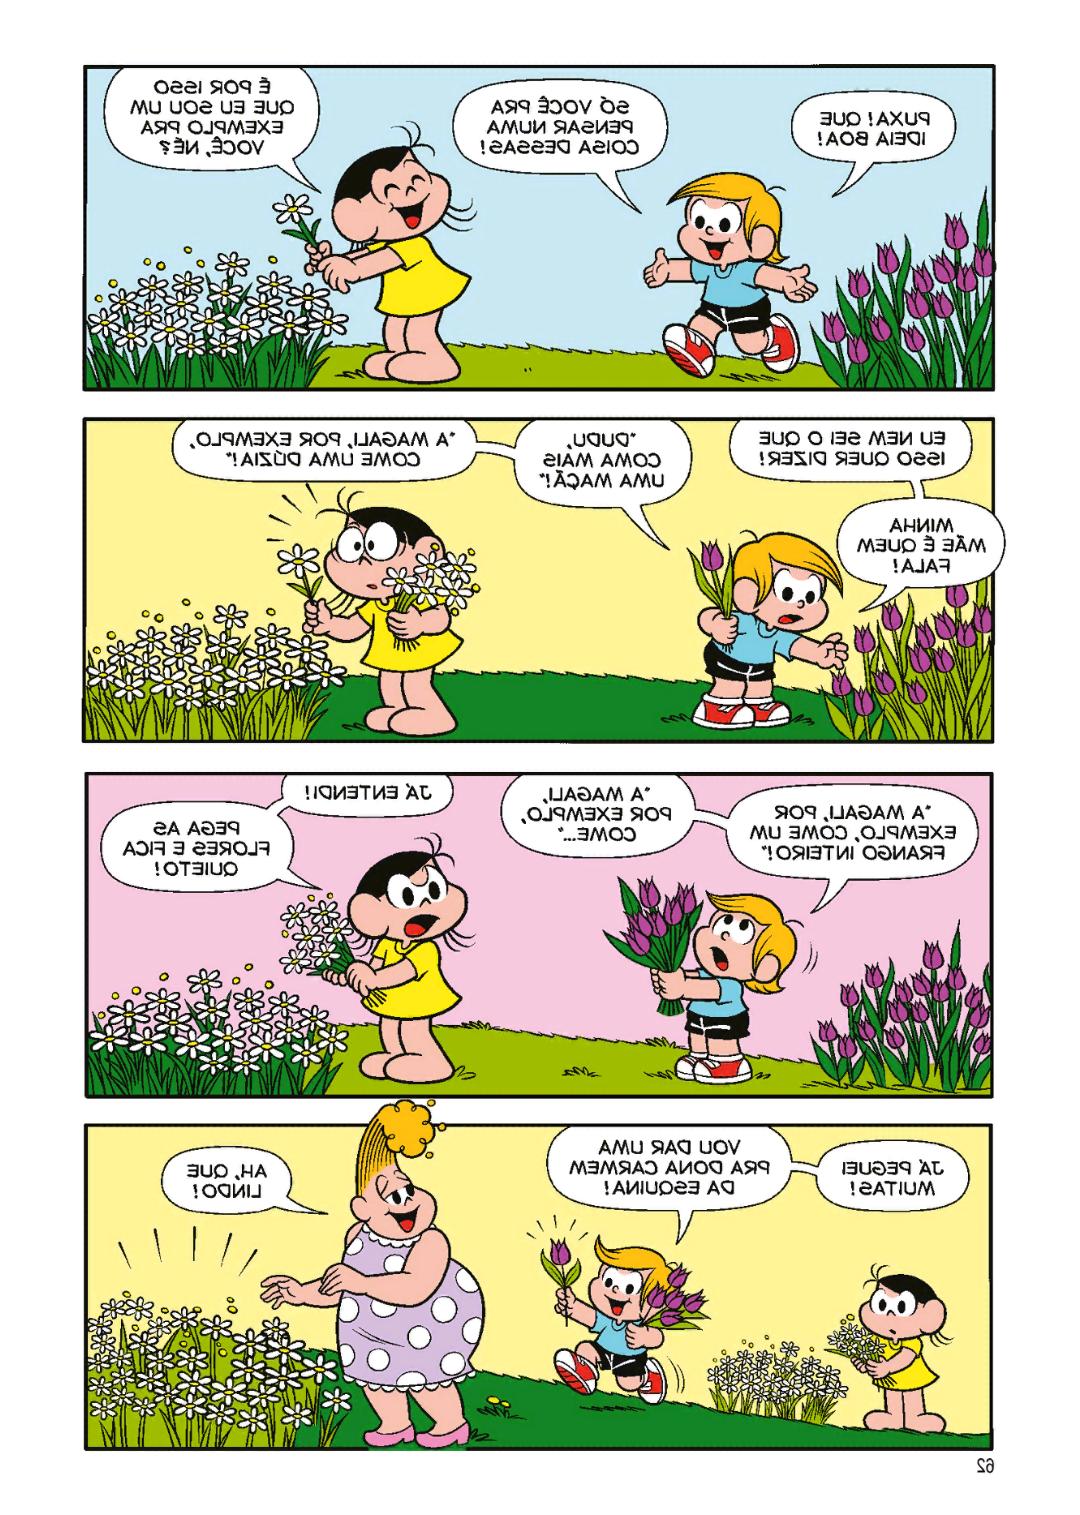 PUXA! QUE
IDEIA BOA!
SÓ VOCÊ PRA
PENSAR NUMA
COISA DESSAS!
É POR ISSO
QUE EU SOU UM
EXEMPLO PRA
VOCÊ, NÉ?
EU NEM SEI O QUE
ISSO QUER DIZER!
MINHA
MÃE É QUEM
FALA!
"DUDU,
COMA MAIS
UMA MAÇÃ!"
"A MAGALI, POR EXEMPLO,
COME UMA DÚZIA!"
"A MAGALI, POR
EXEMPLO, COME UM
FRANGO INTEIRO!"
"A MAGALI,
POR EXEMPLO,
COME..."
JÁ ENTENDI!
PEGA AS
FLORES E FICA
QUIETO!
JÁ PEGUEI
MUITAS!
VOU DAR UMA
PRA DONA CARMEM
DA ESQUINA!
AH, QUE
LINDO!
62